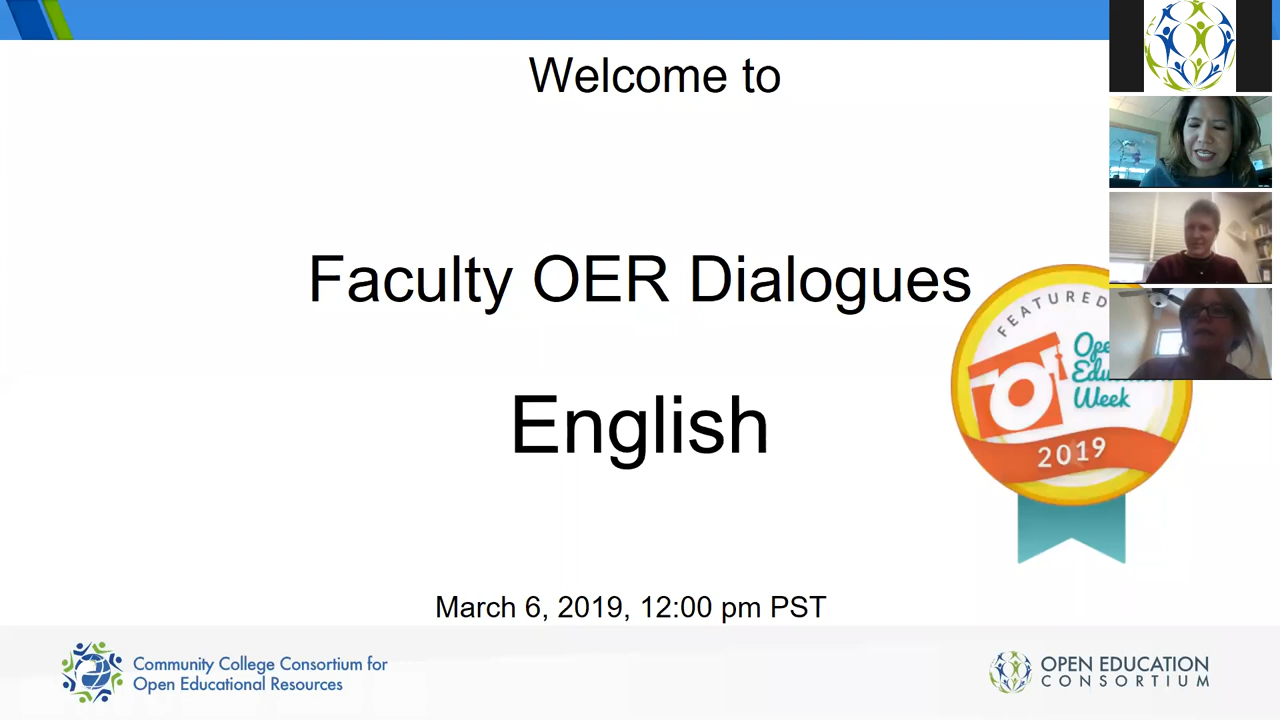 Welcome to
Faculty OER Dialogues
English
FEATURED
Week
2019
March 6, 2019, 12:00 pm PST
Community College Consortium for
Open Educational Resources
OPEN EDUCATION
CONSORTIUM